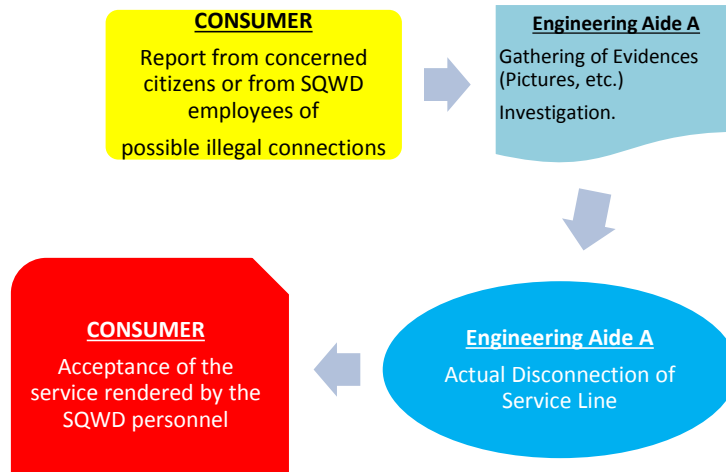 CONSUMER
Report from concerned
citizens or from SQWD
employees of
possible illegal connections
Engineering Aide A
Gathering of Evidences
(Pictures, etc.)
Investigation.
Engineering Aide A
Actual Disconnection of
Service Line
CONSUMER
Acceptance of the
service rendered by the
SQWD personnel